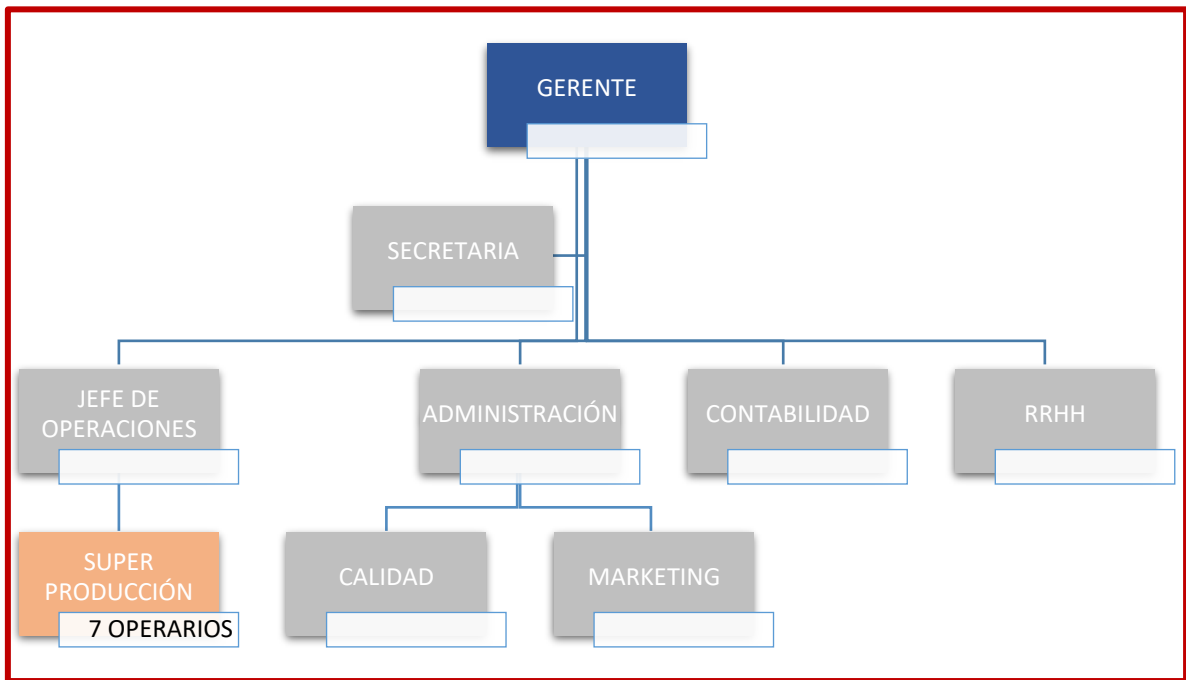 GERENTE
SECRETARIA
JEFE DE
OPERACIONES
ADMINISTRACIÓN
CONTABILIDAD
RRHH
SUPER
PRODUCCIÓN
7 OPERARIOS
CALIDAD
MARKETING